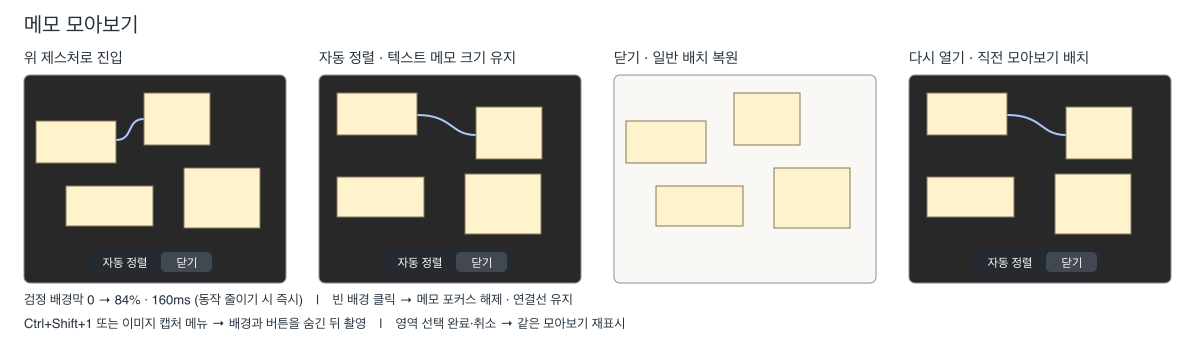 메모 모아보기
위 제스처로 진입
자동 정렬 · 텍스트 메모 크기 유지
닫기 · 일반 배치 복원
다시 열기 · 직전 모아보기 배치
자동 정렬 닫기
자동 정렬 닫기
자동 정렬 닫기
검정 배경막 0 → 84% · 160ms (동작 줄이기 시 즉시) | 빈 배경 클릭 → 메모 포커스 해제 · 연결선 유지
Ctrl+Shift+1 또는 이미지 캡처 메뉴 → 배경과 버튼을 숨긴 뒤 촬영 | 영역 선택 완료·취소 → 같은 모아보기 재표시